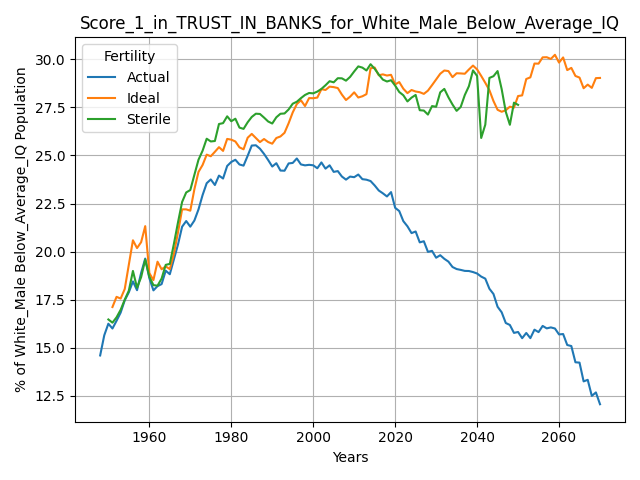 Score_1_in_TRUST_IN_BANKS_for_White_Male_Below_Average_IQ
% of White_Male Below_Average_IQ Population
30.0
27.5
25.0
22.5
20.0
17.5
15.0
12.5
Fertility
Actual
Ideal
Sterile
1960
1980
2000
2020
2040
2060
Years